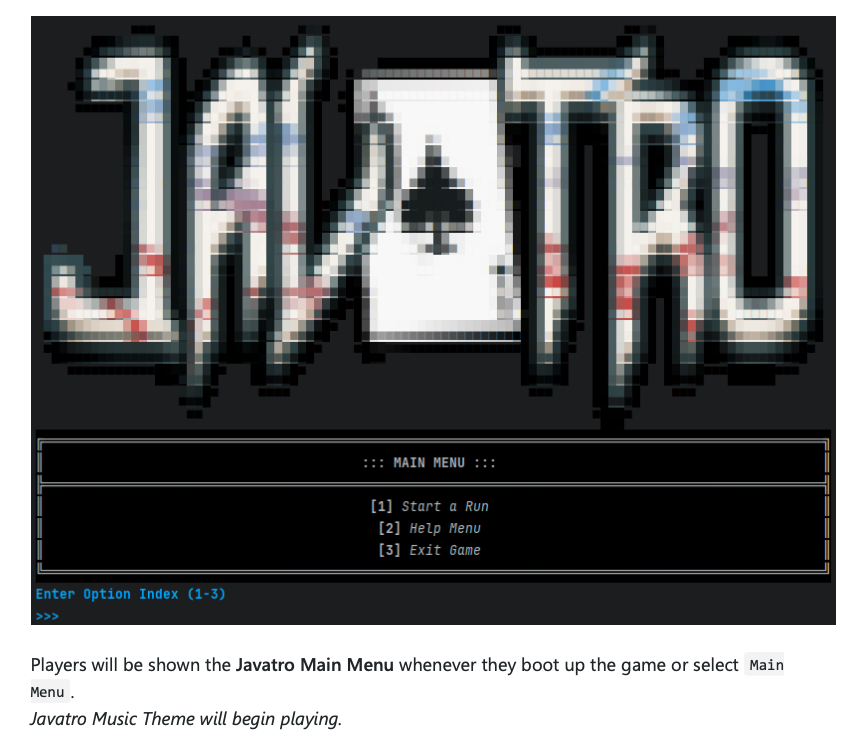 JAVATRO
::: MAIN MENU :::
[1] Start a Run
[2] Help Menu
[3] Exit Game
Enter Option Index (1-3)
>>>
Players will be shown the Javatro Main Menu whenever they boot up the game or select Main
Menu .
Javatro Music Theme will begin playing.